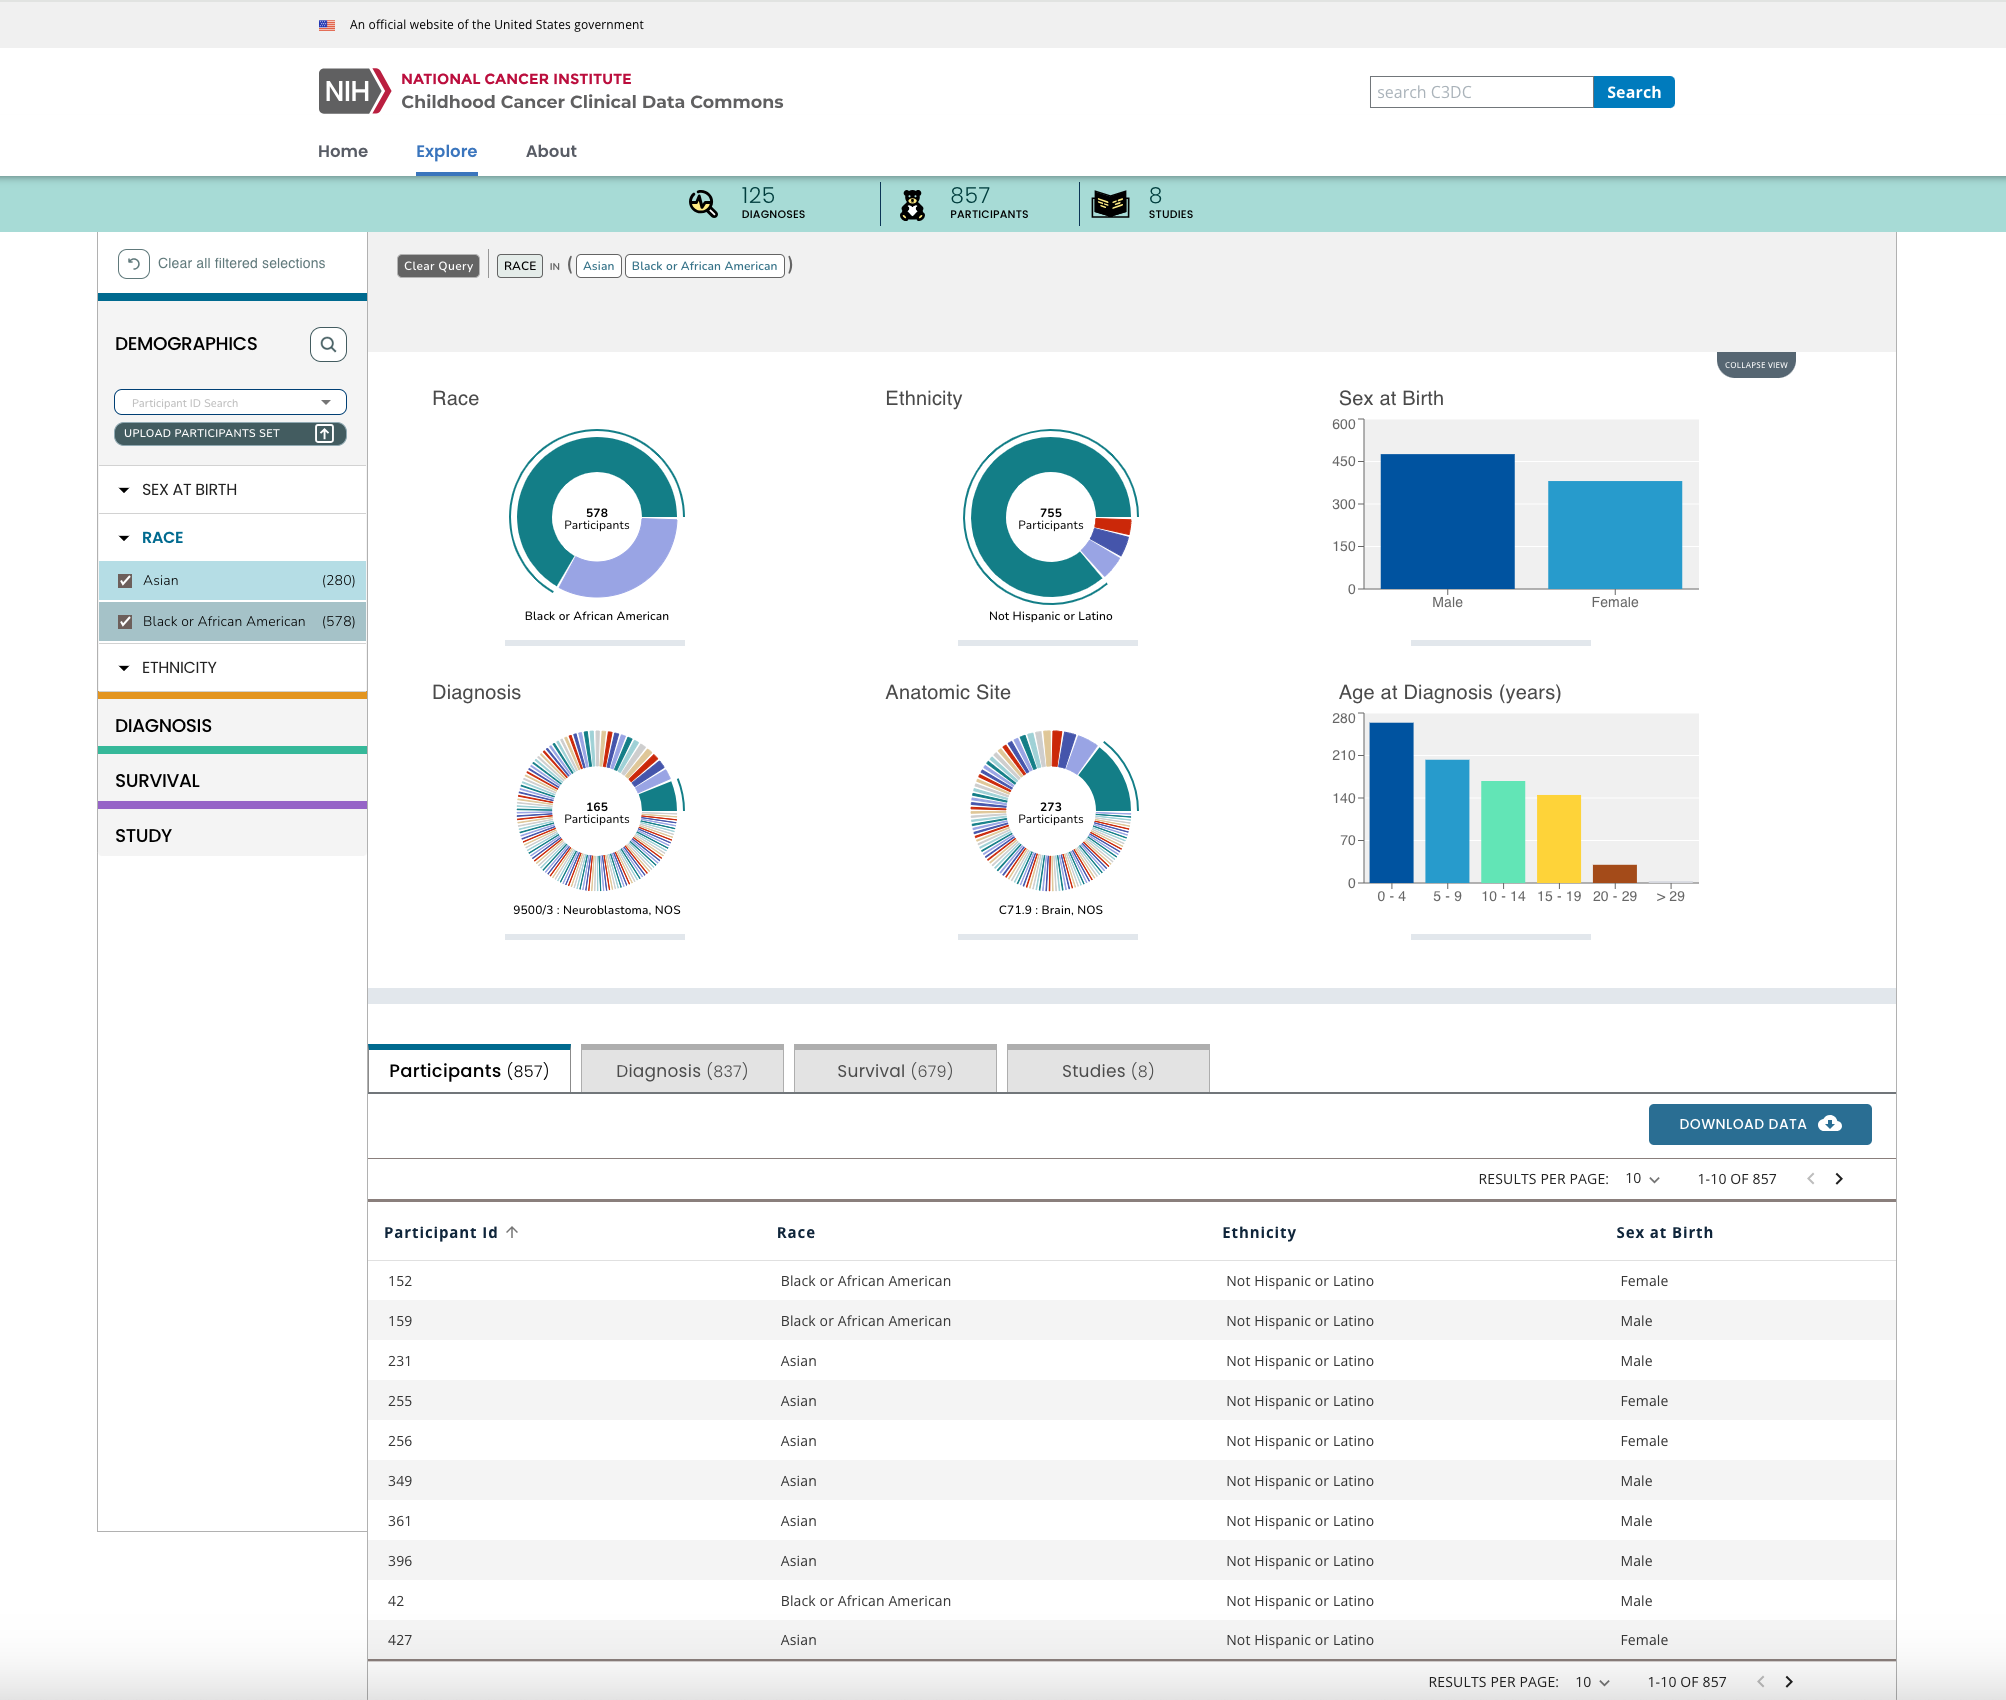 An official website of the United States government
NIH
NATIONAL CANCER INSTITUTE
Childhood Cancer Clinical Data Commons
search C3DC
Search
Home
Explore
About
125
DIAGNOSES
857
PARTICIPANTS
8
STUDIES
Clear all filtered selections
Clear Query
RACE IN ( Asian Black or African American )
DEMOGRAPHICS
Participant ID Search
UPLOAD PARTICIPANTS SET
SEX AT BIRTH
RACE
Asian (280)
Black or African American (578)
ETHNICITY
DIAGNOSIS
SURVIVAL
STUDY
COLLAPSE VIEW
Race
578
Participants
Black or African American
Ethnicity
755
Participants
Not Hispanic or Latino
Sex at Birth
600
450
300
150
0
Male Female
Diagnosis
165
Participants
9500/3 : Neuroblastoma, NOS
Anatomic Site
273
Participants
C71.9 : Brain, NOS
Age at Diagnosis (years)
280
210
140
70
0
0 - 4 5 - 9 10 - 14 15 - 19 20 - 29 > 29
Participants (857) Diagnosis (837) Survival (679) Studies (8)
DOWNLOAD DATA
RESULTS PER PAGE: 10 1-10 OF 857
Participant Id Race Ethnicity Sex at Birth
152 Black or African American Not Hispanic or Latino Female
159 Black or African American Not Hispanic or Latino Male
231 Asian Not Hispanic or Latino Male
255 Asian Not Hispanic or Latino Female
256 Asian Not Hispanic or Latino Female
349 Asian Not Hispanic or Latino Male
361 Asian Not Hispanic or Latino Male
396 Asian Not Hispanic or Latino Male
42 Black or African American Not Hispanic or Latino Male
427 Asian Not Hispanic or Latino Female
RESULTS PER PAGE: 10 1-10 OF 857